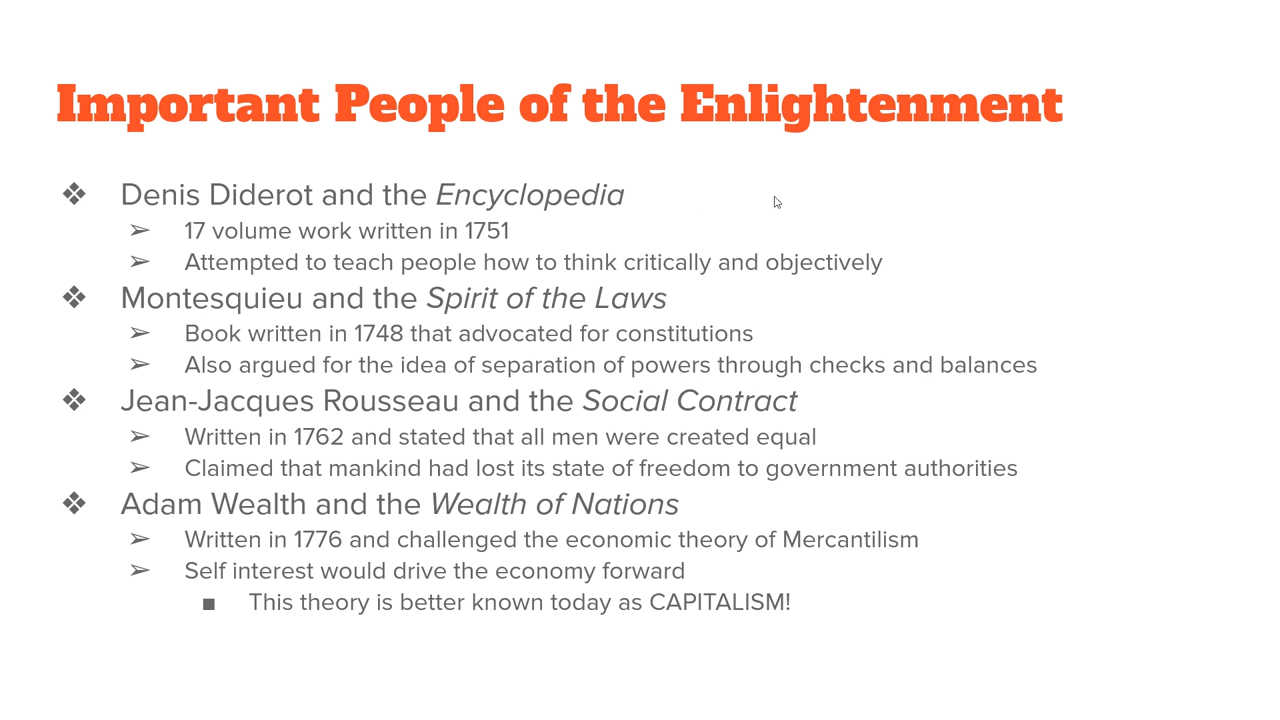 Important People of the Enlightenment
❖ Denis Diderot and the Encyclopedia
➢ 17 volume work written in 1751
➢ Attempted to teach people how to think critically and objectively
❖ Montesquieu and the Spirit of the Laws
➢ Book written in 1748 that advocated for constitutions
➢ Also argued for the idea of separation of powers through checks and balances
❖ Jean-Jacques Rousseau and the Social Contract
➢ Written in 1762 and stated that all men were created equal
➢ Claimed that mankind had lost its state of freedom to government authorities
❖ Adam Wealth and the Wealth of Nations
➢ Written in 1776 and challenged the economic theory of Mercantilism
➢ Self interest would drive the economy forward
■ This theory is better known today as CAPITALISM!